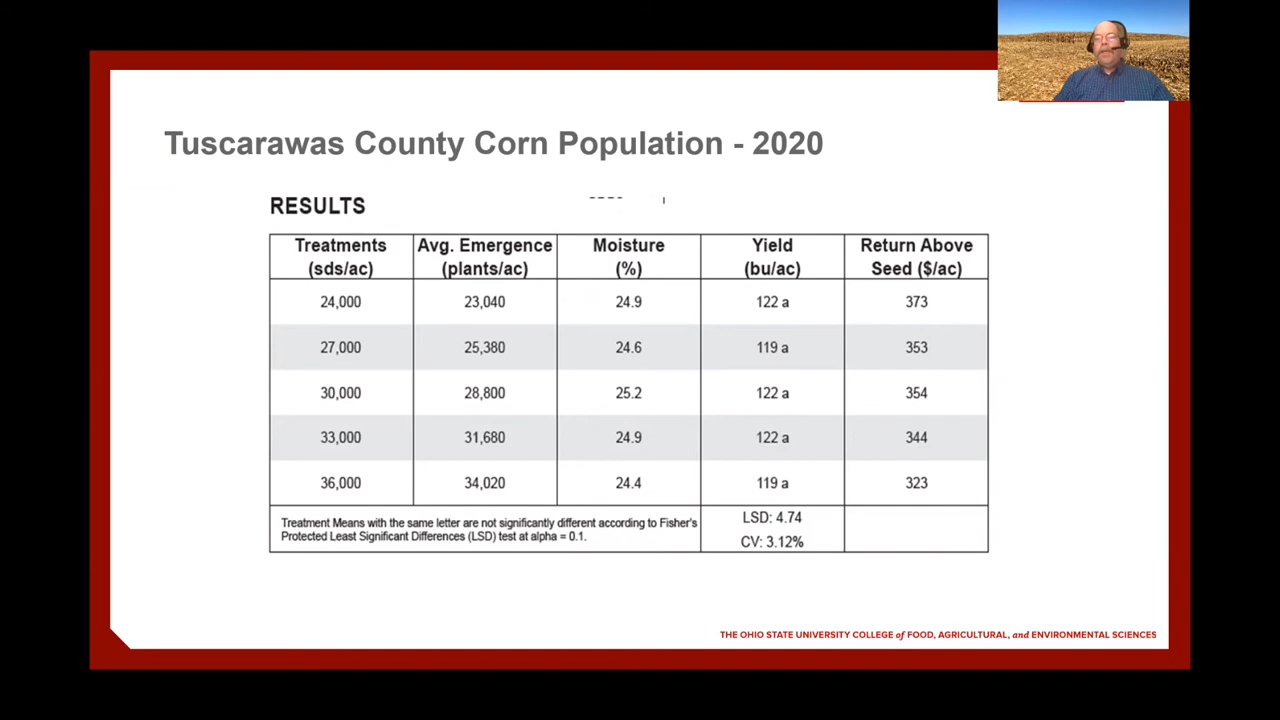 Tuscarawas County Corn Population - 2020
RESULTS
Treatments (sds/ac) Avg. Emergence (plants/ac) Moisture (%) Yield (bu/ac) Return Above Seed ($/ac)
24,000 23,040 24.9 122 a 373
27,000 25,380 24.6 119 a 353
30,000 28,800 25.2 122 a 354
33,000 31,680 24.9 122 a 344
36,000 34,020 24.4 119 a 323
Treatment Means with the same letter are not significantly different according to Fisher's
Protected Least Significant Differences (LSD) test at alpha = 0.1.
LSD: 4.74
CV: 3.12%
THE OHIO STATE UNIVERSITY COLLEGE of FOOD, AGRICULTURAL, and ENVIRONMENTAL SCIENCES